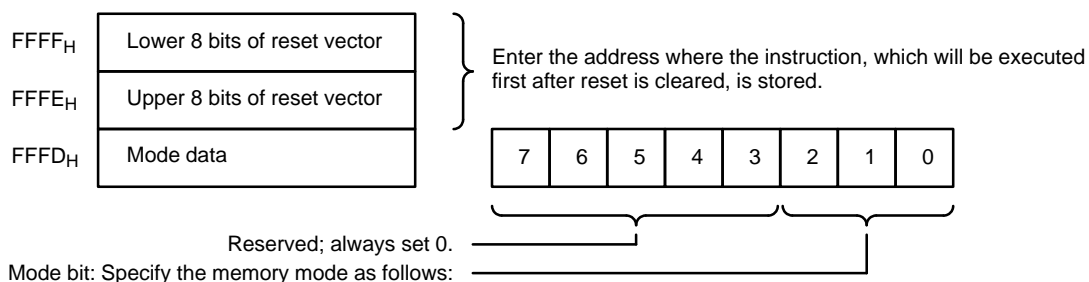 FFFFH Lower 8 bits of reset vector
Enter the address where the instruction, which will be executed
first after reset is cleared, is stored.
FFFEH Upper 8 bits of reset vector
FFFDH Mode data
7 6 5 4 3 2 1 0
Reserved; always set 0.
Mode bit: Specify the memory mode as follows: